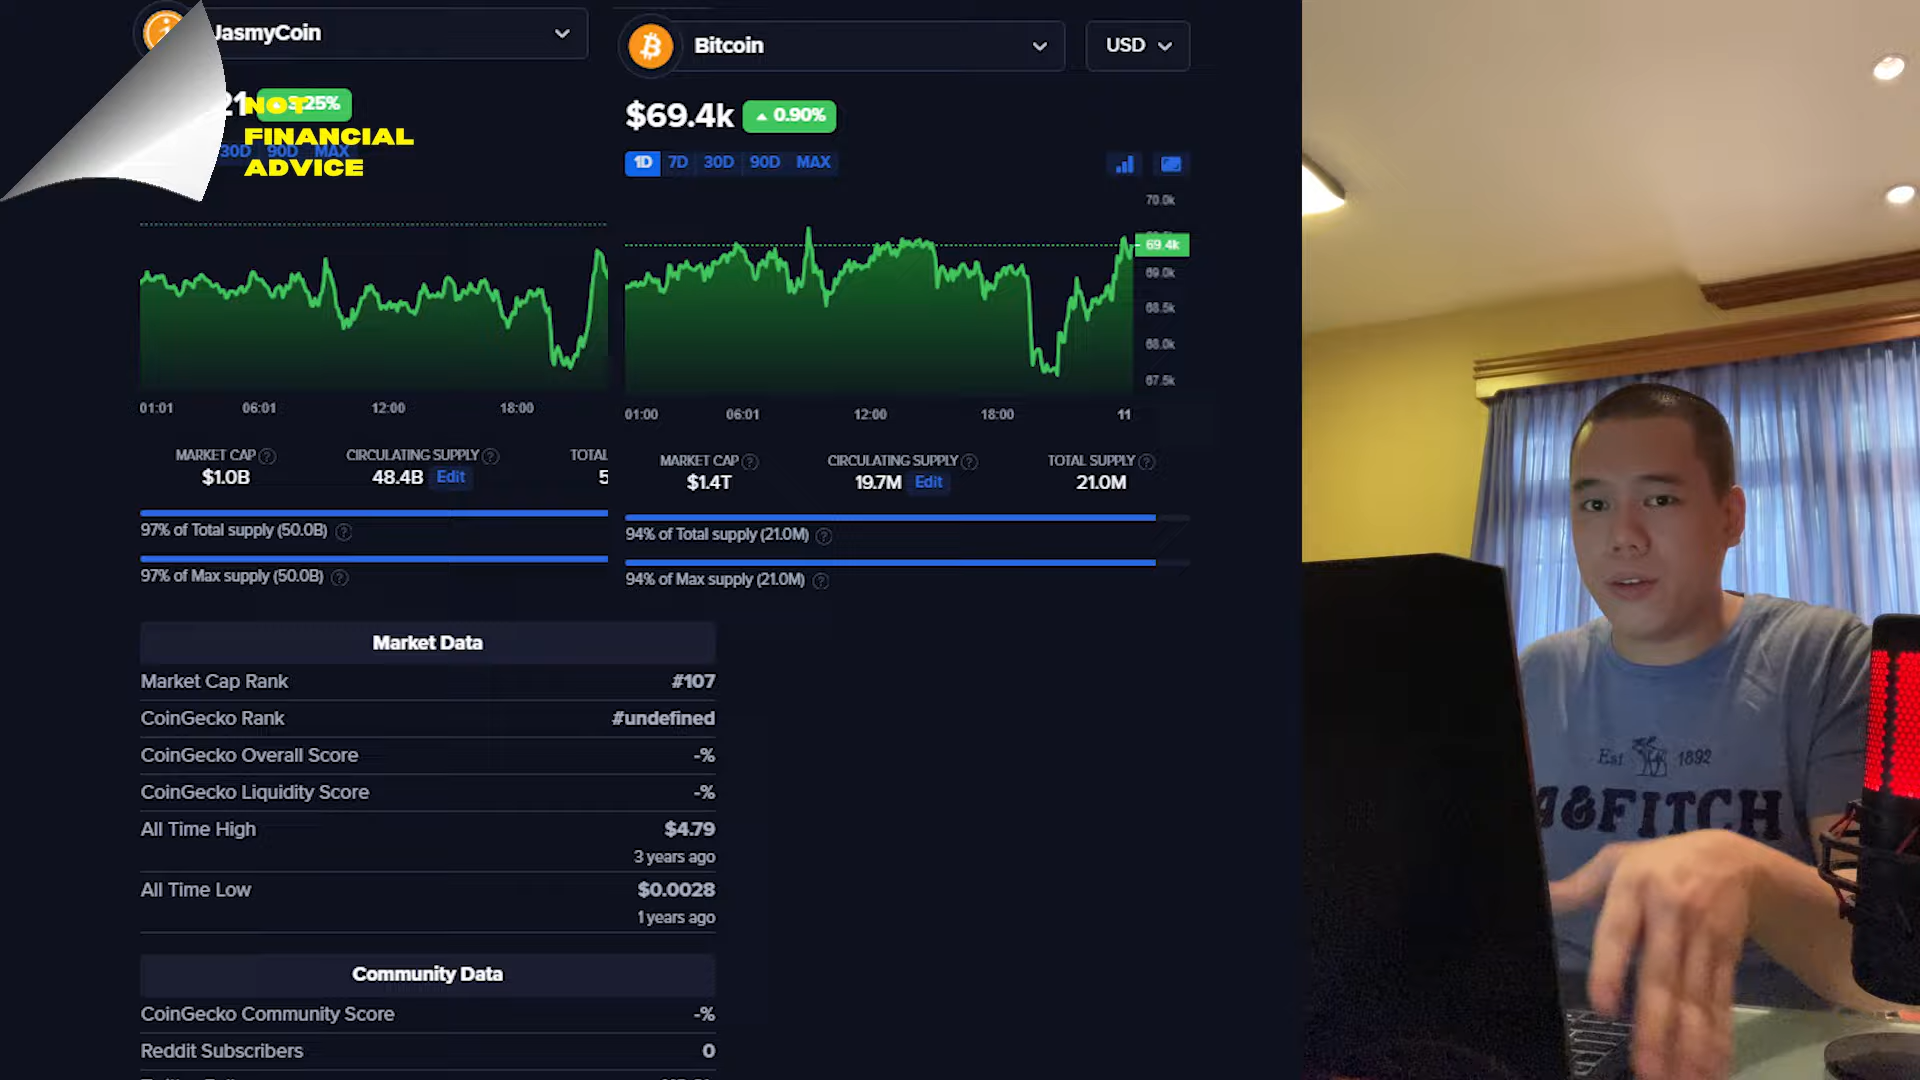 JasmyCoin
21
3.25%
NOT
FINANCIAL
ADVICE
30D 90D MAX
01:01 06:01 12:00 18:00
MARKET CAP CIRCULATING SUPPLY TOTAL
$1.0B 48.4B Edit 5
97% of Total supply (50.0B)
97% of Max supply (50.0B)
Bitcoin USD
$69.4k 0.90%
1D 7D 30D 90D MAX
70.0k
69.4k
69.0k
68.5k
68.0k
67.5k
01:00 06:01 12:00 18:00 11
MARKET CAP CIRCULATING SUPPLY TOTAL SUPPLY
$1.4T 19.7M Edit 21.0M
94% of Total supply (21.0M)
94% of Max supply (21.0M)
Market Data
Market Cap Rank #107
CoinGecko Rank #undefined
CoinGecko Overall Score -%
CoinGecko Liquidity Score -%
All Time High $4.79
3 years ago
All Time Low $0.0028
1 years ago
Community Data
CoinGecko Community Score -%
Reddit Subscribers 0
Est 1892
A&FITCH